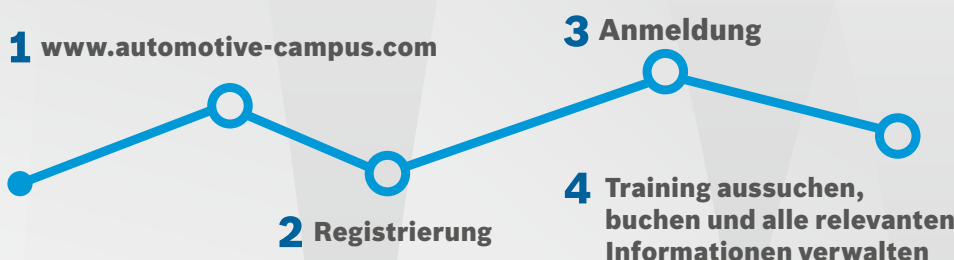 1 www.automotive-campus.com
2 Registrierung
3 Anmeldung
4 Training aussuchen,
buchen und alle relevanten
Informationen verwalten